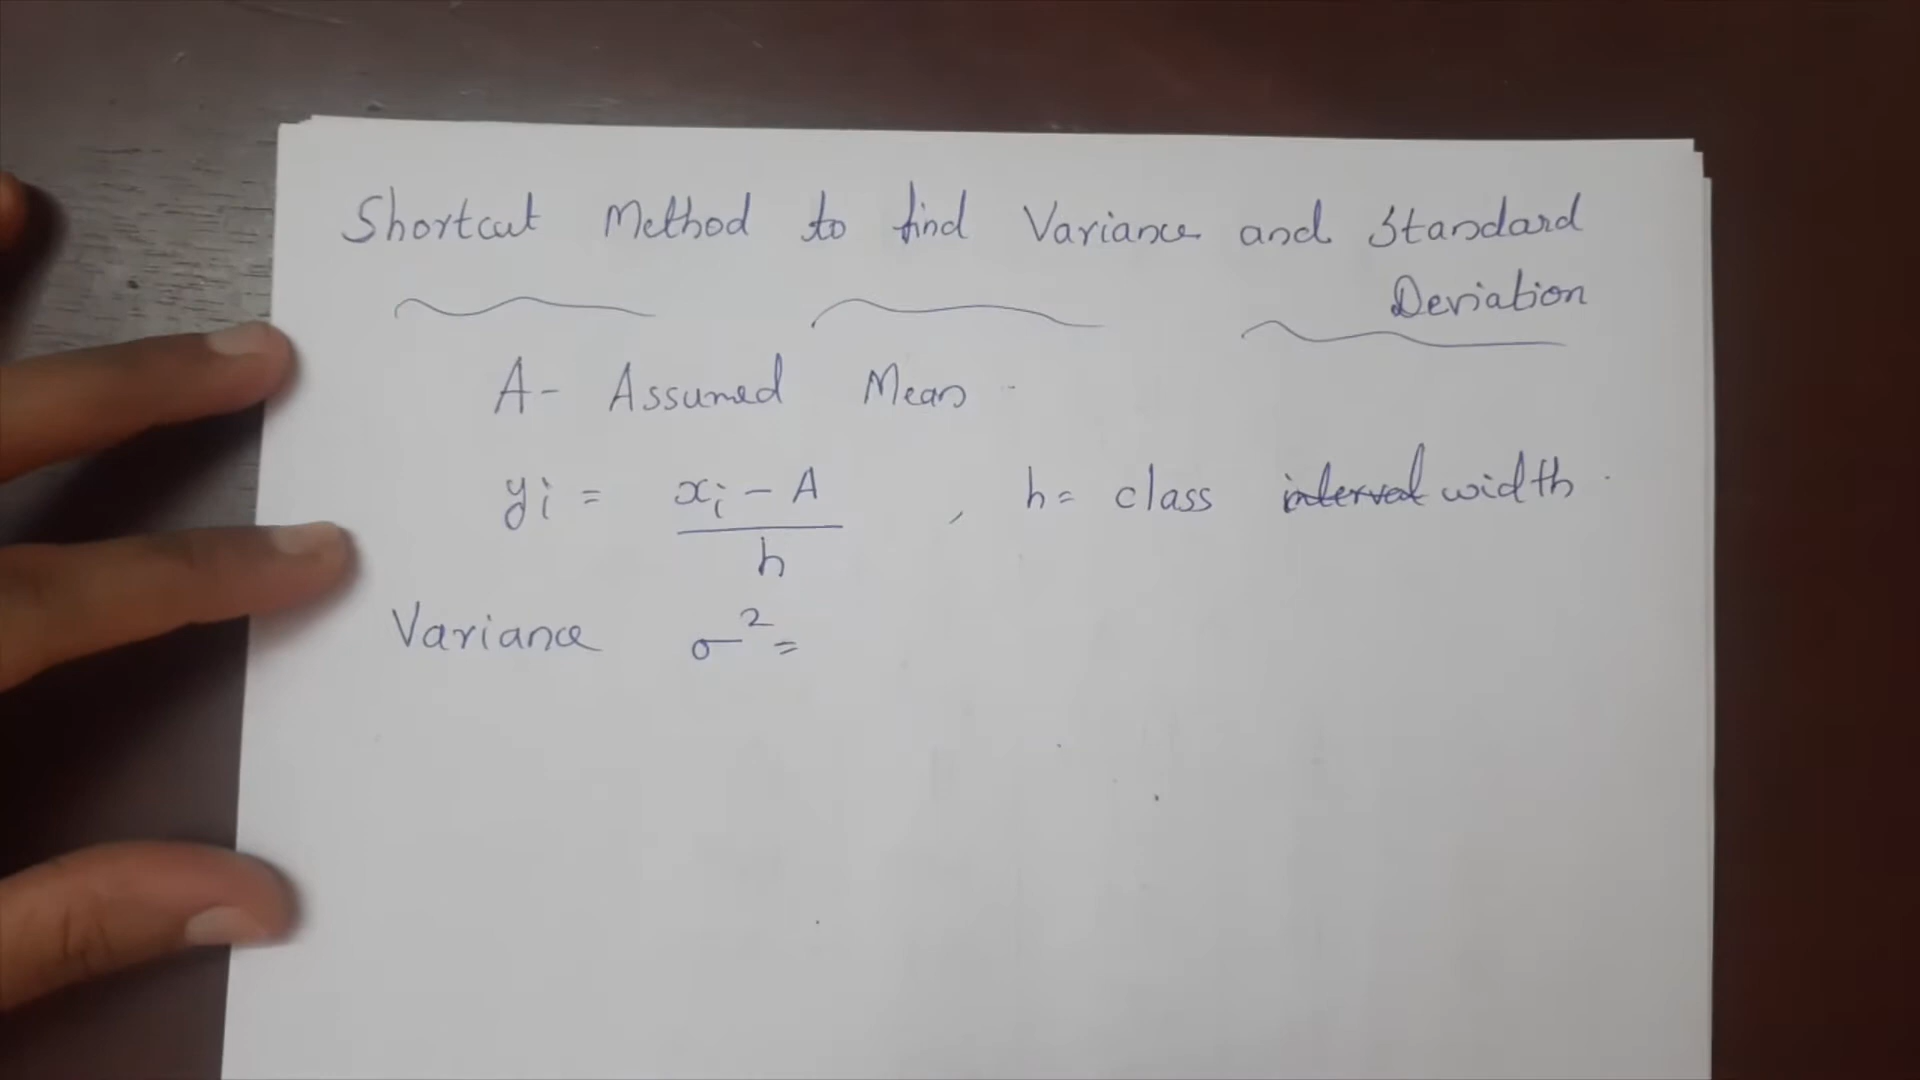 Shortcut Method to find Variance and Standard
Deviation
A- Assumed Mean
yi = xi - A / h , h = class interval width
Variance σ² =